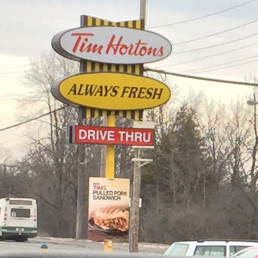 Tim Hortons
ALWAYS FRESH
DRIVE THRU
TIMS
PULLED PORK
SANDWICH